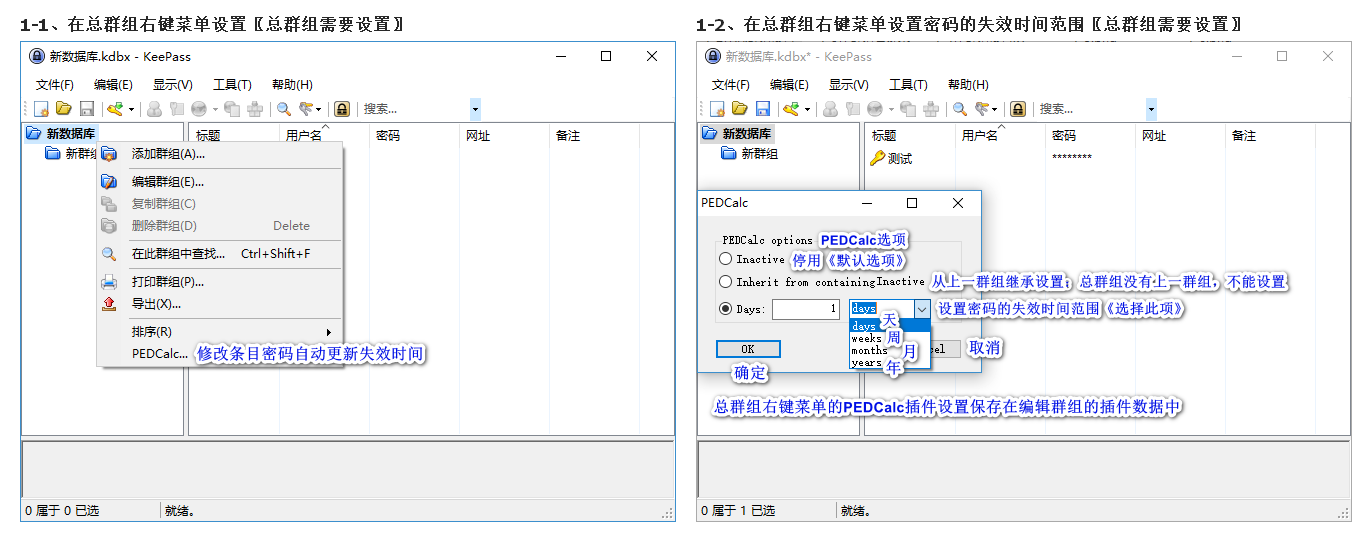 1-1、在总群组右键菜单设置〖总群组需要设置〗
新数据库.kdbx - KeePass
文件(F) 编辑(E) 显示(V) 工具(T) 帮助(H)
搜索...
新数据库
新群组
标题 用户名 密码 网址 备注
添加群组(A)...
编辑群组(E)...
复制群组(C)
删除群组(D) Delete
在此群组中查找... Ctrl+Shift+F
打印群组(P)...
导出(X)...
排序(R)
PEDCalc... 修改条目密码自动更新失效时间
0 属于 0 已选 就绪。
1-2、在总群组右键菜单设置密码的失效时间范围〖总群组需要设置〗
新数据库.kdbx* - KeePass
文件(F) 编辑(E) 显示(V) 工具(T) 帮助(H)
搜索...
新数据库
新群组
标题 用户名 密码 网址 备注
测试 ********
PEDCalc
PEDCalc options PEDCalc选项
Inactive 停用《默认选项》
Inherit from containingInactive 从上一群组继承设置；总群组没有上一群组，不能设置
Days: 1 days 设置密码的失效时间范围《选择此项》
days 天
weeks 周
months 月
years 年
OK cel 取消
确定
总群组右键菜单的PEDCalc插件设置保存在编辑群组的插件数据中
0 属于 1 已选 就绪。